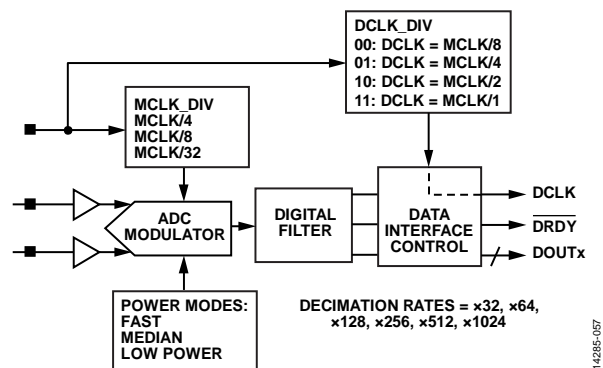 DCLK_DIV
00: DCLK = MCLK/8
01: DCLK = MCLK/4
10: DCLK = MCLK/2
11: DCLK = MCLK/1
MCLK_DIV
MCLK/4
MCLK/8
MCLK/32
ADC
MODULATOR
DIGITAL
FILTER
DATA
INTERFACE
CONTROL
DCLK
DRDY
DOUTx
POWER MODES:
FAST
MEDIAN
LOW POWER
DECIMATION RATES = ×32, ×64,
×128, ×256, ×512, ×1024
14285-057